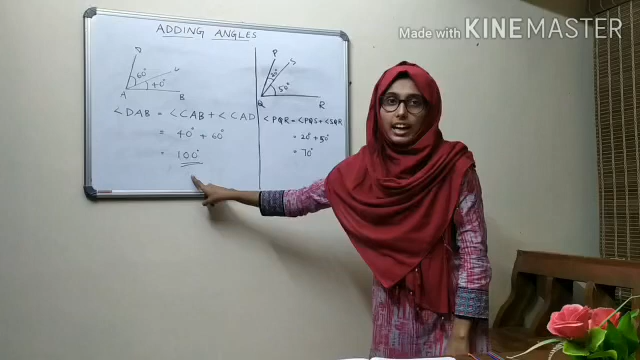 Made with KINEMASTER
ADDING ANGLES
D
60°
C
40°
A
B
<DAB = <CAB + <CAD
= 40° + 60°
= 100°
P
S
20°
50°
Q
R
<PQR = <PQS + <SQR
= 20° + 50°
= 70°